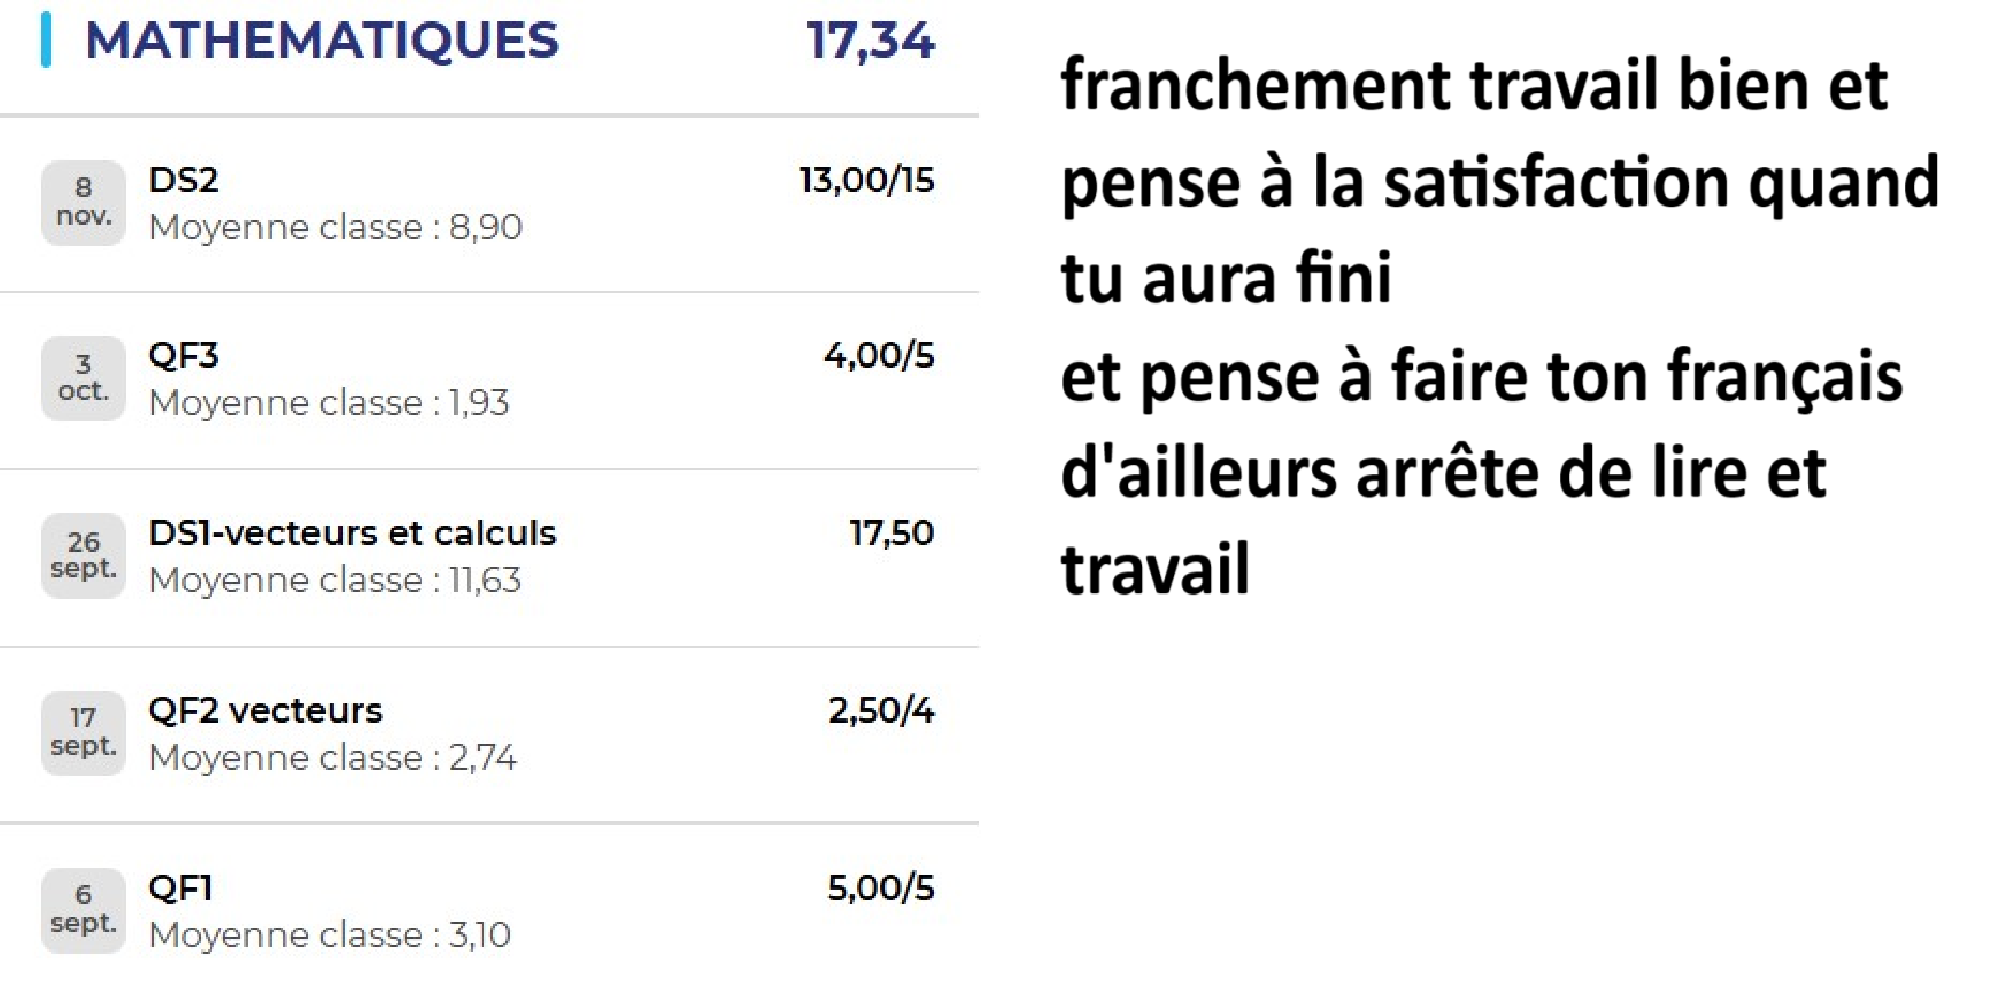 MATHEMATIQUES 17,34
8 nov.
DS2 13,00/15
Moyenne classe : 8,90
3 oct.
QF3 4,00/5
Moyenne classe : 1,93
26 sept.
DS1-vecteurs et calculs 17,50
Moyenne classe : 11,63
17 sept.
QF2 vecteurs 2,50/4
Moyenne classe : 2,74
6 sept.
QF1 5,00/5
Moyenne classe : 3,10
franchement travail bien et
pense à la satisfaction quand
tu aura fini
et pense à faire ton français
d'ailleurs arrête de lire et
travail